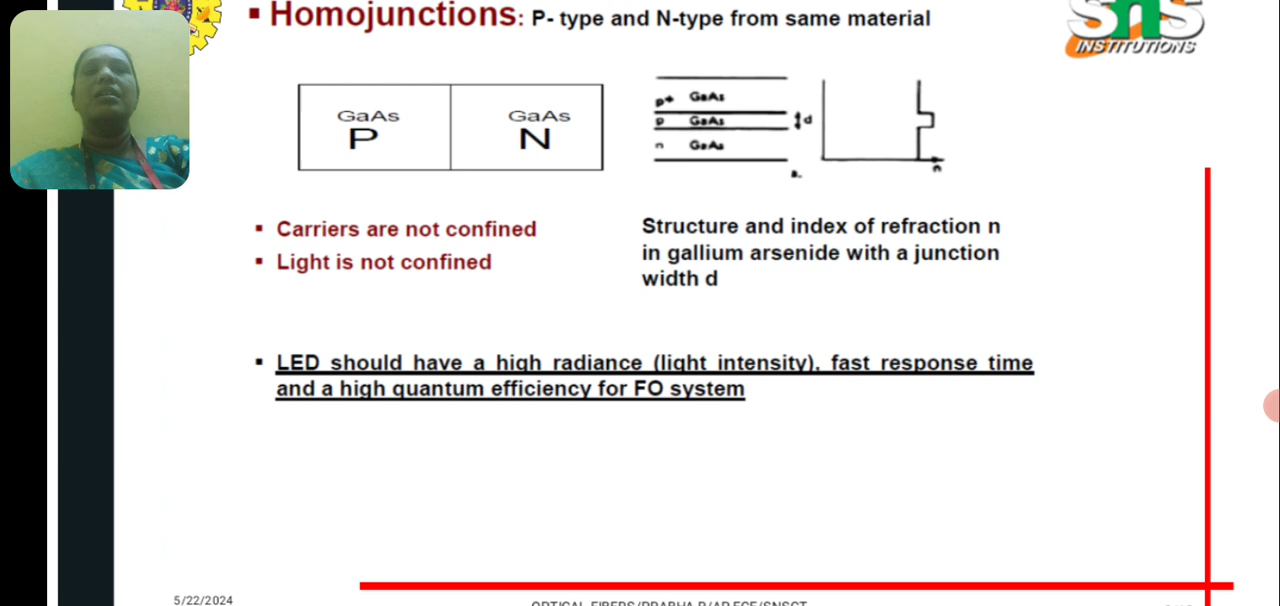 ▪ Homojunctions: P- type and N-type from same material
SNS
INSTITUTIONS
GaAs
P
GaAs
N
p+ GaAs
p GaAs
n GaAs
d
a.
n
▪ Carriers are not confined
▪ Light is not confined
Structure and index of refraction n
in gallium arsenide with a junction
width d
▪ LED should have a high radiance (light intensity), fast response time
and a high quantum efficiency for FO system
5/22/2024
OPTICAL FIBERS/PRABHA.R/AP.ECE/SNSCT